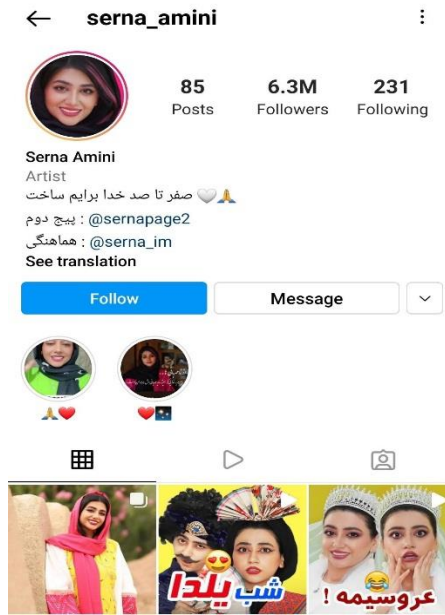 serna_amini
85 6.3M 231
Posts Followers Following
Serna Amini
Artist
صفر تا صد خدا برایم ساخت 🤍🙏
پیج دوم : @sernapage2
هماهنگی : @serna_im
See translation
Follow Message
🙏❤️ ❤️🌠
شب یلدا
عروسیمه !